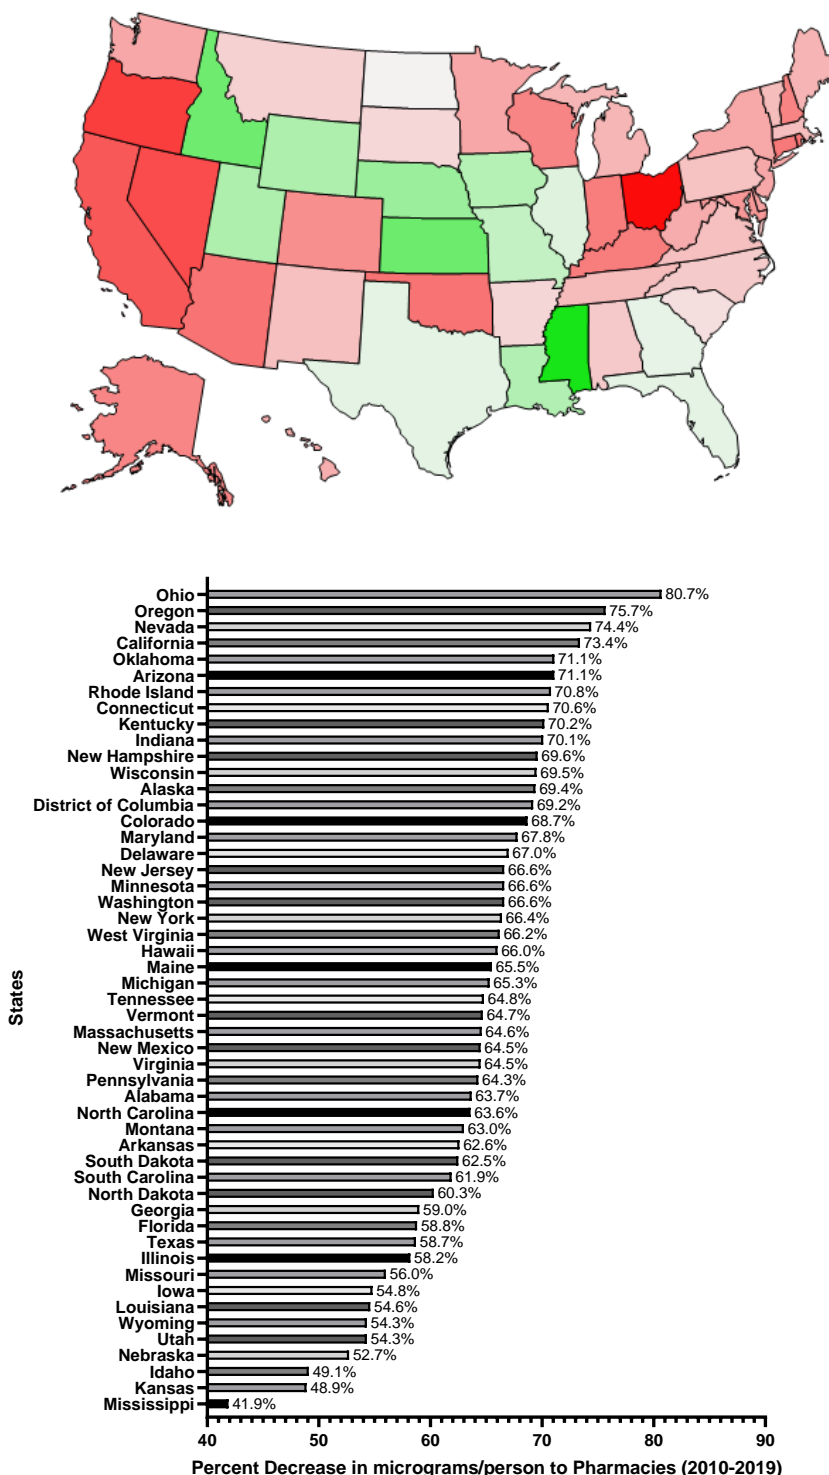 Ohio 80.7%
Oregon 75.7%
Nevada 74.4%
California 73.4%
Oklahoma 71.1%
Arizona 71.1%
Rhode Island 70.8%
Connecticut 70.6%
Kentucky 70.2%
Indiana 70.1%
New Hampshire 69.6%
Wisconsin 69.5%
Alaska 69.4%
District of Columbia 69.2%
Colorado 68.7%
Maryland 67.8%
Delaware 67.0%
New Jersey 66.6%
Minnesota 66.6%
Washington 66.6%
New York 66.4%
West Virginia 66.2%
Hawaii 66.0%
Maine 65.5%
Michigan 65.3%
Tennessee 64.8%
Vermont 64.7%
Massachusetts 64.6%
New Mexico 64.5%
Virginia 64.5%
Pennsylvania 64.3%
Alabama 63.7%
North Carolina 63.6%
Montana 63.0%
Arkansas 62.6%
South Dakota 62.5%
South Carolina 61.9%
North Dakota 60.3%
Georgia 59.0%
Florida 58.8%
Texas 58.7%
Illinois 58.2%
Missouri 56.0%
Iowa 54.8%
Louisiana 54.6%
Wyoming 54.3%
Utah 54.3%
Nebraska 52.7%
Idaho 49.1%
Kansas 48.9%
Mississippi 41.9%
States
40 50 60 70 80 90
Percent Decrease in micrograms/person to Pharmacies (2010-2019)